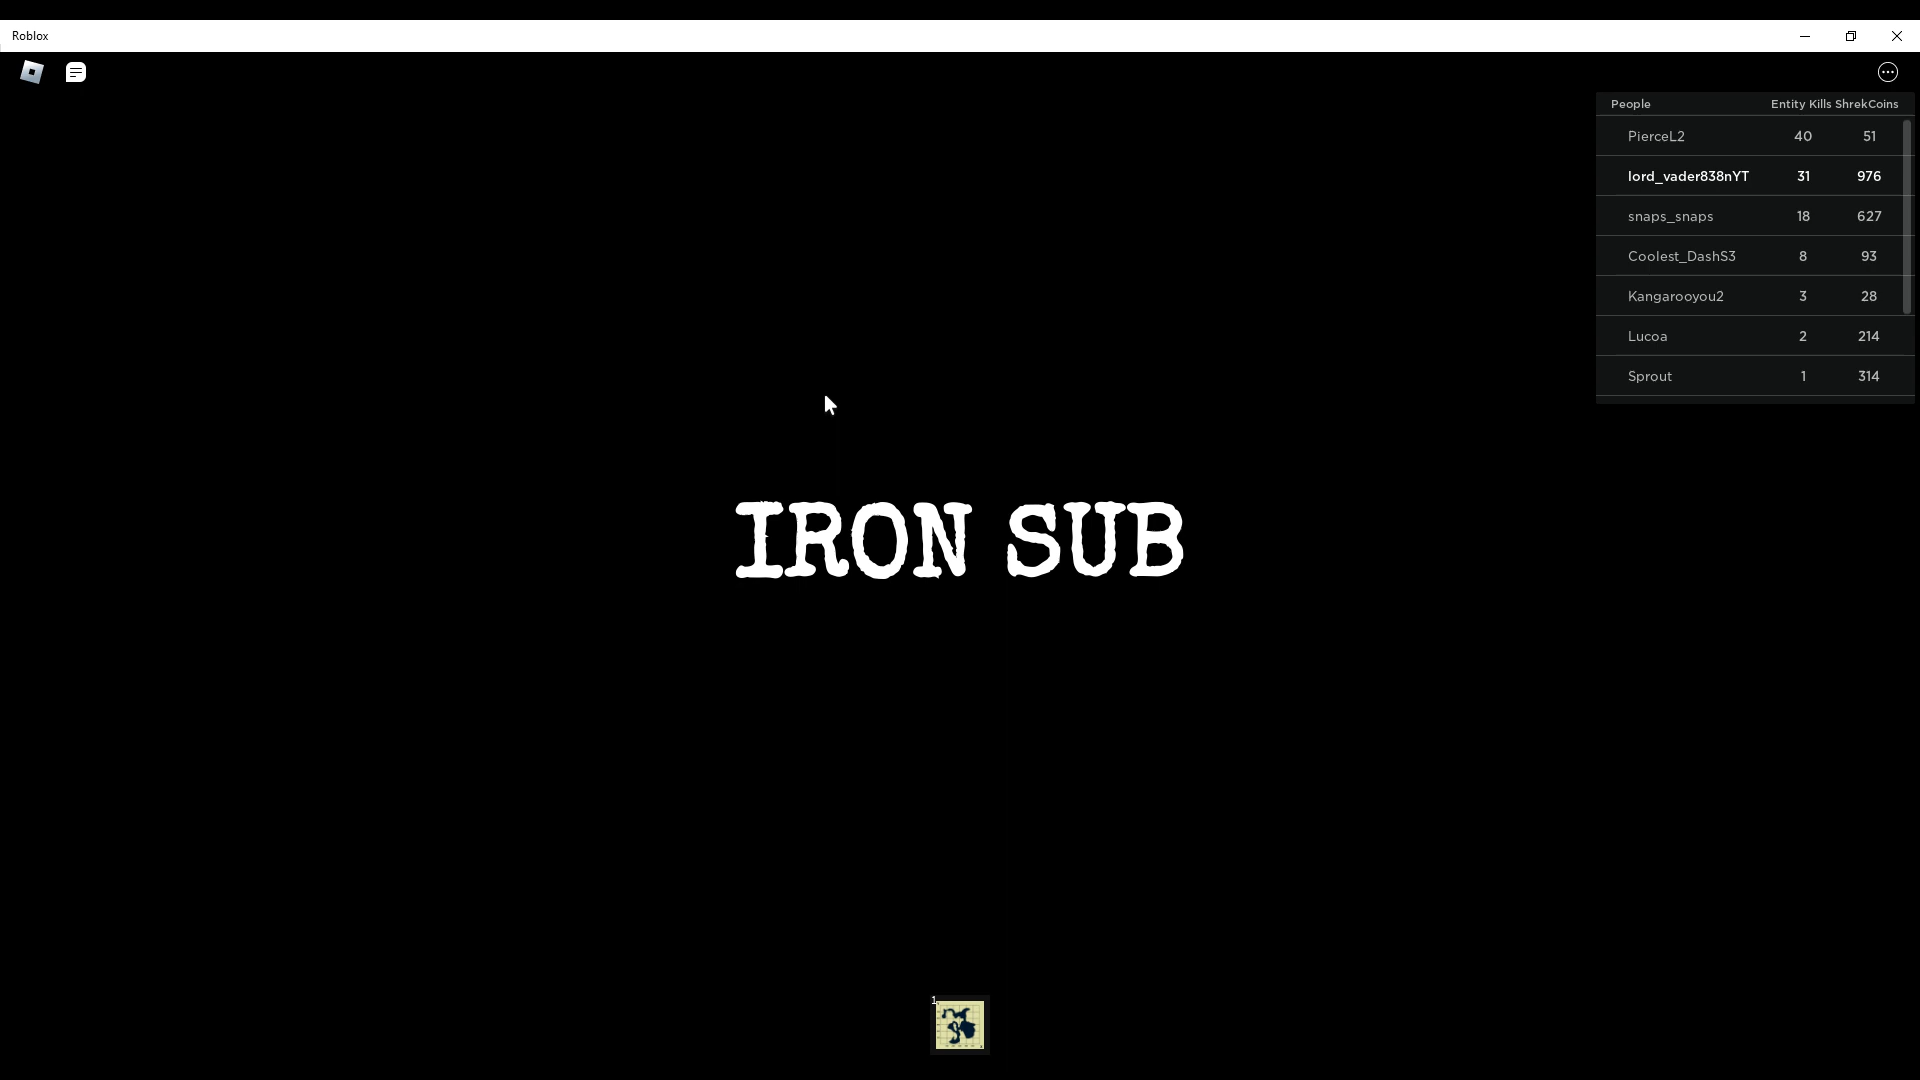 Roblox
People Entity Kills ShrekCoins
PierceL2 40 51
lord_vader838nYT 31 976
snaps_snaps 18 627
Coolest_DashS3 8 93
Kangarooyou2 3 28
Lucoa 2 214
Sprout 1 314
IRON SUB
1